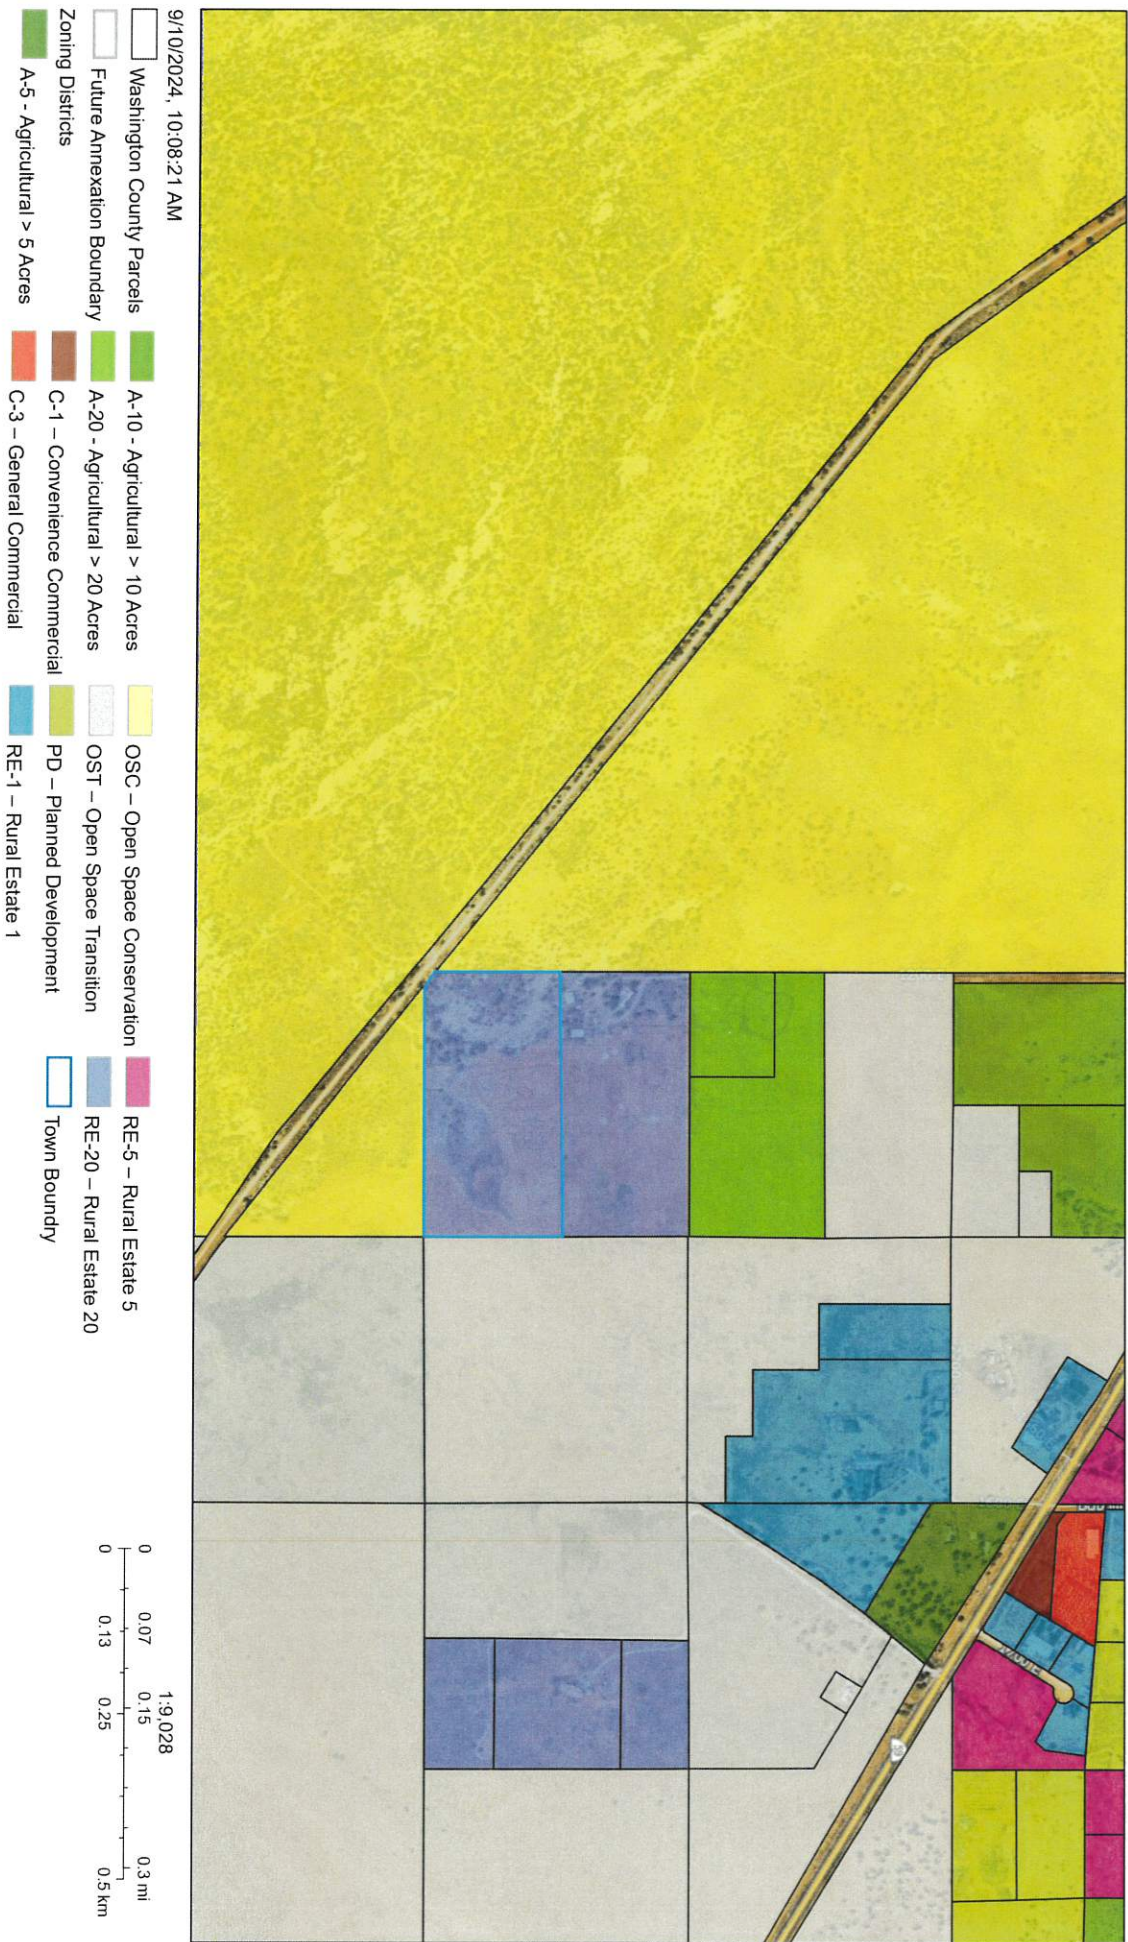 9/10/2024, 10:08:21 AM
Washington County Parcels
Future Annexation Boundary
Zoning Districts
A-5 - Agricultural > 5 Acres
A-10 - Agricultural > 10 Acres
A-20 - Agricultural > 20 Acres
C-1 – Convenience Commercial
C-3 – General Commercial
OSC – Open Space Conservation
OST – Open Space Transition
PD – Planned Development
RE-1 – Rural Estate 1
RE-5 – Rural Estate 5
RE-20 – Rural Estate 20
Town Boundry
1:9,028
0 0.07 0.15 0.3 mi
0 0.13 0.25 0.5 km